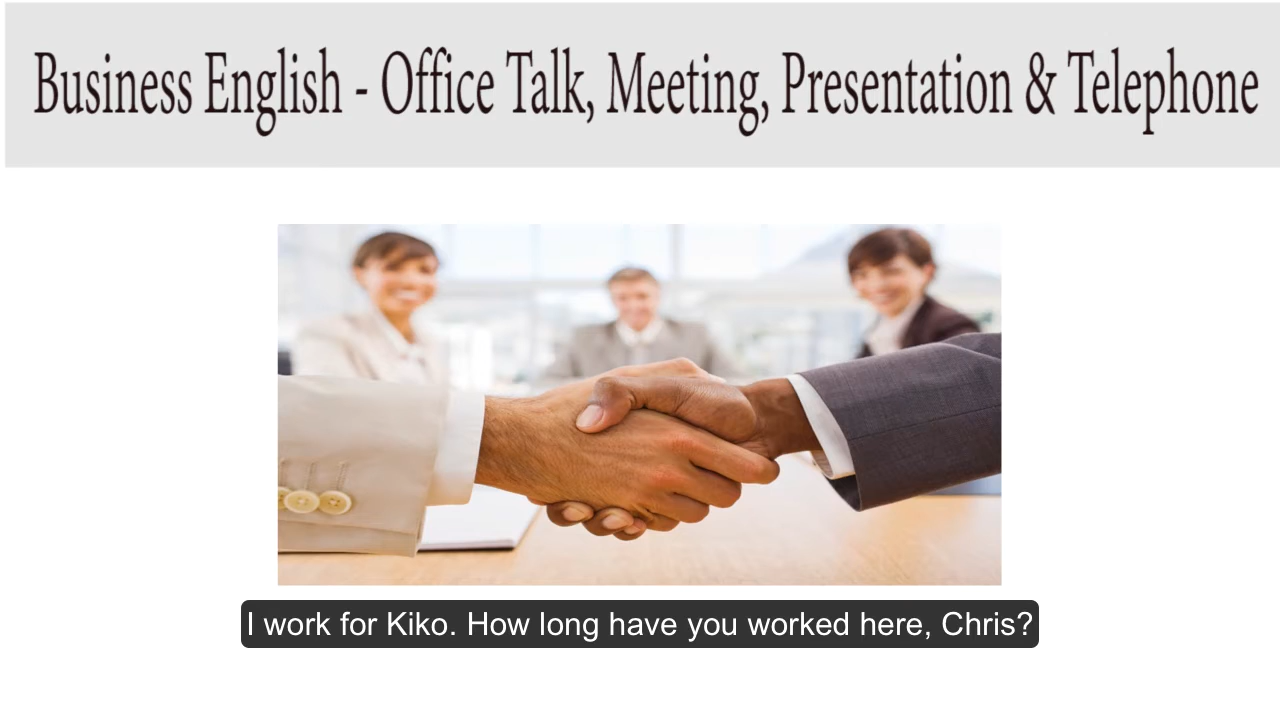 Business English - Office Talk, Meeting, Presentation & Telephone
I work for Kiko. How long have you worked here, Chris?